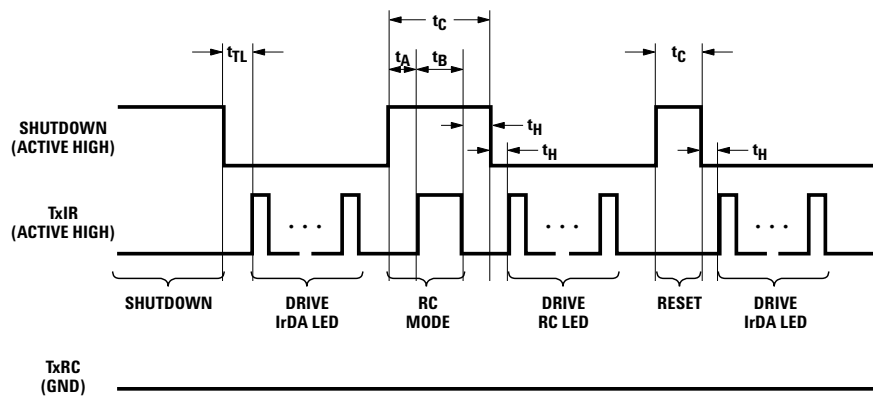 tC
tTL
tA
tB
tC
SHUTDOWN
(ACTIVE HIGH)
tH
tH
tH
TxIR
(ACTIVE HIGH)
SHUTDOWN
DRIVE
IrDA LED
RC
MODE
DRIVE
RC LED
RESET
DRIVE
IrDA LED
TxRC
(GND)